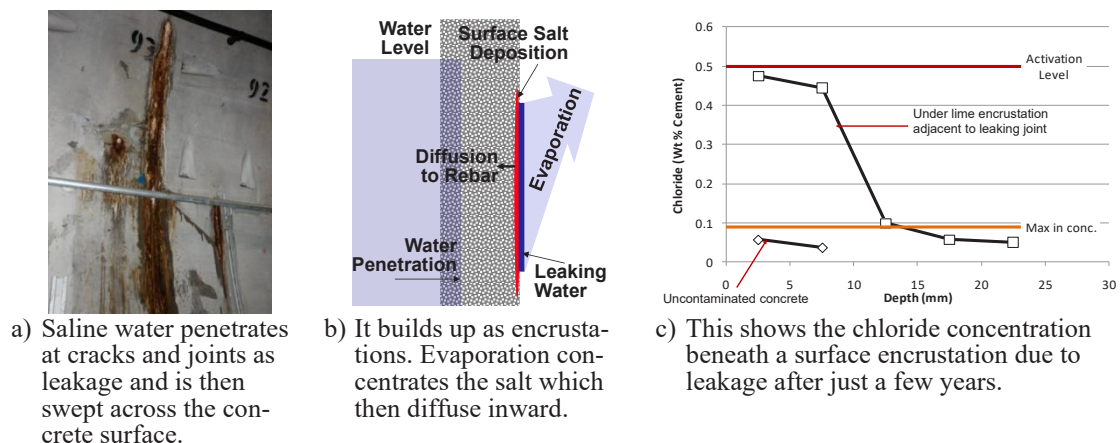 93
92
Water
Level
Surface Salt
Deposition
Diffusion
to Rebar
Evaporation
Water
Penetration
Leaking
Water
Chloride (Wt % Cement)
0.6
0.5
0.4
0.3
0.2
0.1
0
0
5
10
15
20
25
30
Depth (mm)
Activation
Level
Under lime encrustation
adjacent to leaking joint
Max in conc.
Uncontaminated concrete
a) Saline water penetrates
at cracks and joints as
leakage and is then
swept across the con-
crete surface.
b) It builds up as encrusta-
tions. Evaporation con-
centrates the salt which
then diffuse inward.
c) This shows the chloride concentration
beneath a surface encrustation due to
leakage after just a few years.